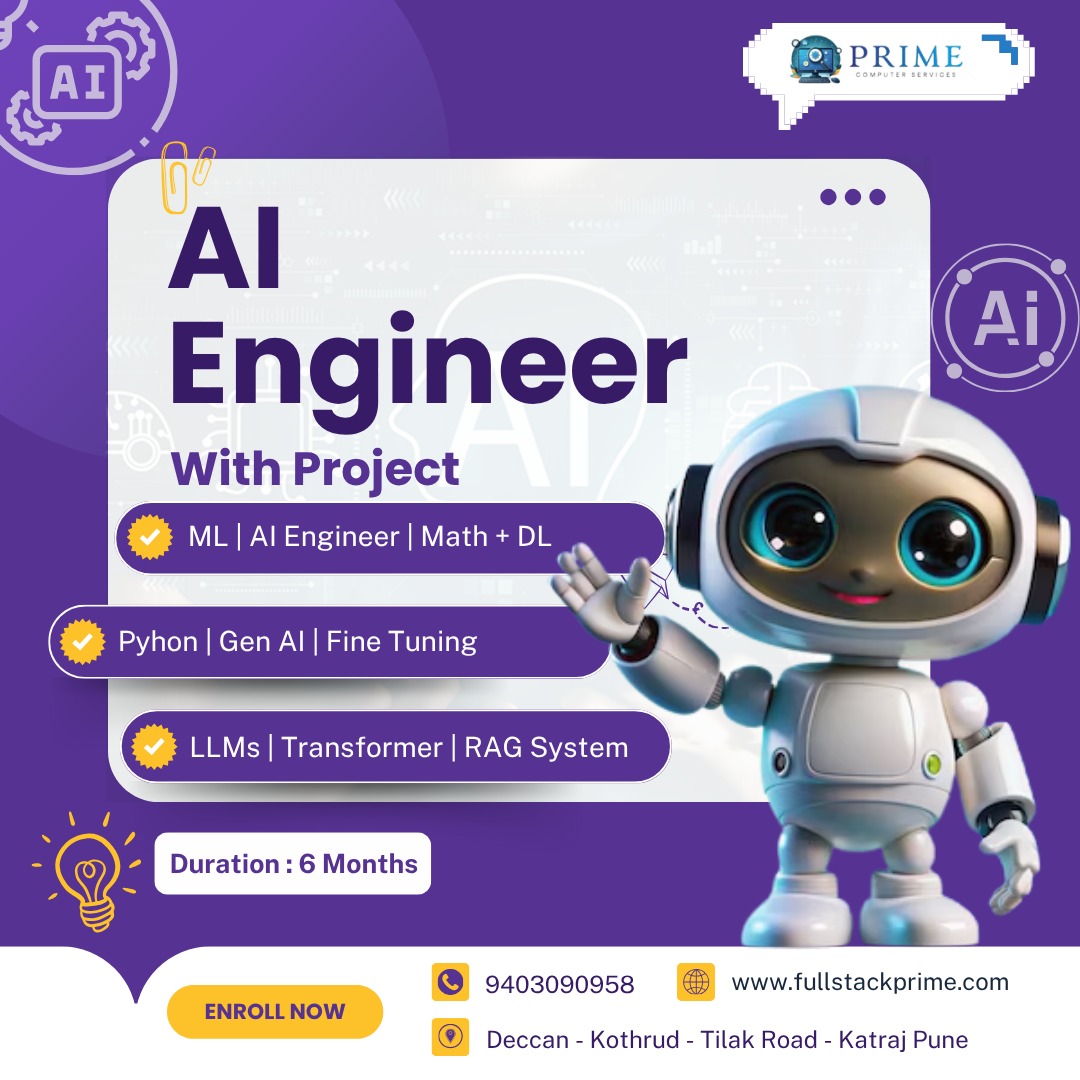 AI
PRIME
COMPUTER SERVICES
AI
Engineer
With Project
AI
Ai
ML | AI Engineer | Math + DL
Pyhon | Gen AI | Fine Tuning
LLMs | Transformer | RAG System
Duration : 6 Months
ENROLL NOW
9403090958
www.fullstackprime.com
Deccan - Kothrud - Tilak Road - Katraj Pune